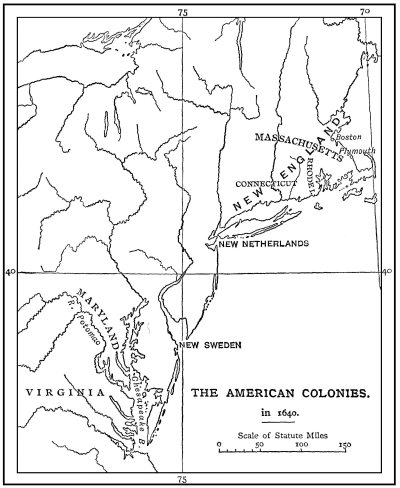 75
70
MASSACHUSETTS
Boston
Plymouth
NEW ENGLAND
RHODE I.
CONNECTICUT
NEW NETHERLANDS
40
40
MARYLAND
R. Potomac
NEW SWEDEN
VIRGINIA
Chesapeake B.
THE AMERICAN COLONIES.
in 1640.
Scale of Statute Miles
0 50 100 150
75